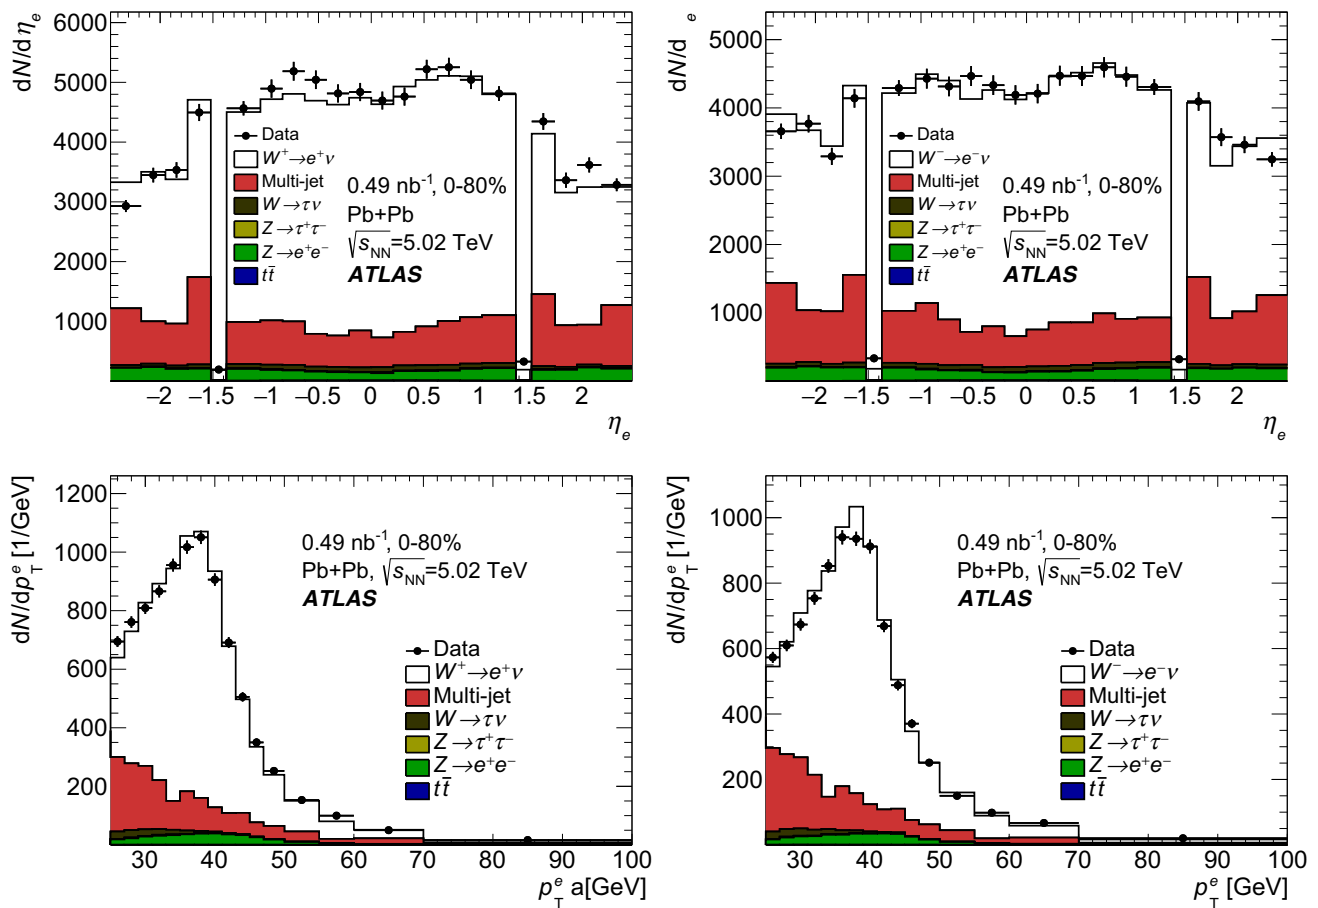 dN/dη_e
6000
5000
4000
3000
2000
1000
Data
W⁺→e⁺ν
Multi-jet
W→τν
Z→τ⁺τ⁻
Z→e⁺e⁻
tt̄
0.49 nb⁻¹, 0-80%
Pb+Pb
√s_NN=5.02 TeV
ATLAS
−2 −1.5 −1 −0.5 0 0.5 1 1.5 2
η_e
dN/d e
5000
4000
3000
2000
1000
Data
W⁻→e⁻ν
Multi-jet
W→τν
Z→τ⁺τ⁻
Z→e⁺e⁻
tt̄
0.49 nb⁻¹, 0-80%
Pb+Pb
√s_NN=5.02 TeV
ATLAS
−2 −1.5 −1 −0.5 0 0.5 1 1.5 2
η_e
dN/dp_T^e [1/GeV]
1200
1000
800
600
400
200
0.49 nb⁻¹, 0-80%
Pb+Pb, √s_NN=5.02 TeV
ATLAS
Data
W⁺→e⁺ν
Multi-jet
W→τν
Z→τ⁺τ⁻
Z→e⁺e⁻
tt̄
30 40 50 60 70 80 90 100
p_T^e a[GeV]
dN/dp_T^e [1/GeV]
1000
800
600
400
200
0.49 nb⁻¹, 0-80%
Pb+Pb, √s_NN=5.02 TeV
ATLAS
Data
W⁻→e⁻ν
Multi-jet
W→τν
Z→τ⁺τ⁻
Z→e⁺e⁻
tt̄
30 40 50 60 70 80 90 100
p_T^e [GeV]